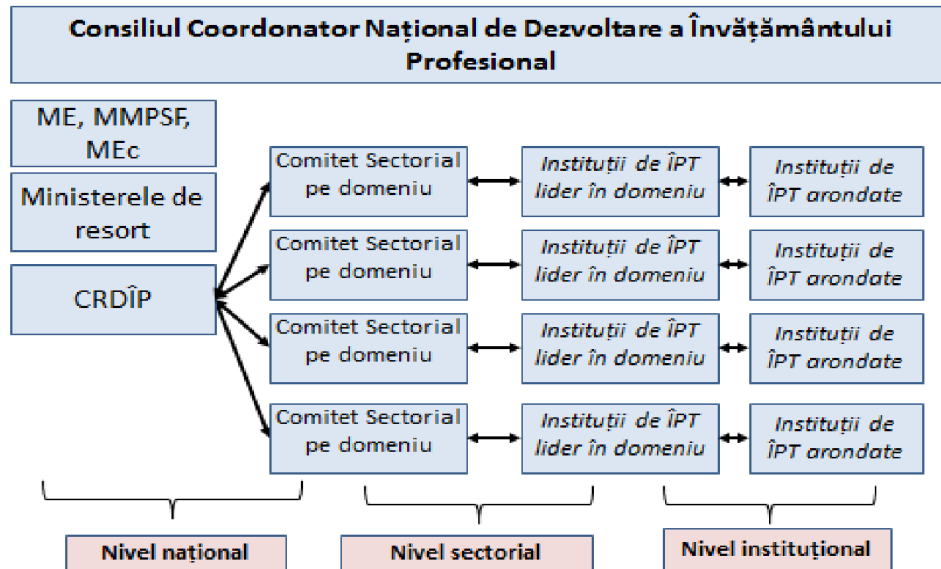 Consiliul Coordonator Național de Dezvoltare a Învățământului
Profesional
ME, MMPSF,
MEc
Ministerele de
resort
CRDÎP
Comitet Sectorial
pe domeniu
Instituții de ÎPT
lider în domeniu
Instituții de
ÎPT arondate
Comitet Sectorial
pe domeniu
Instituții de ÎPT
lider în domeniu
Instituții de
ÎPT arondate
Comitet Sectorial
pe domeniu
Instituții de ÎPT
lider în domeniu
Instituții de
ÎPT arondate
Comitet Sectorial
pe domeniu
Instituții de ÎPT
lider în domeniu
Instituții de
ÎPT arondate
Nivel național
Nivel sectorial
Nivel instituțional